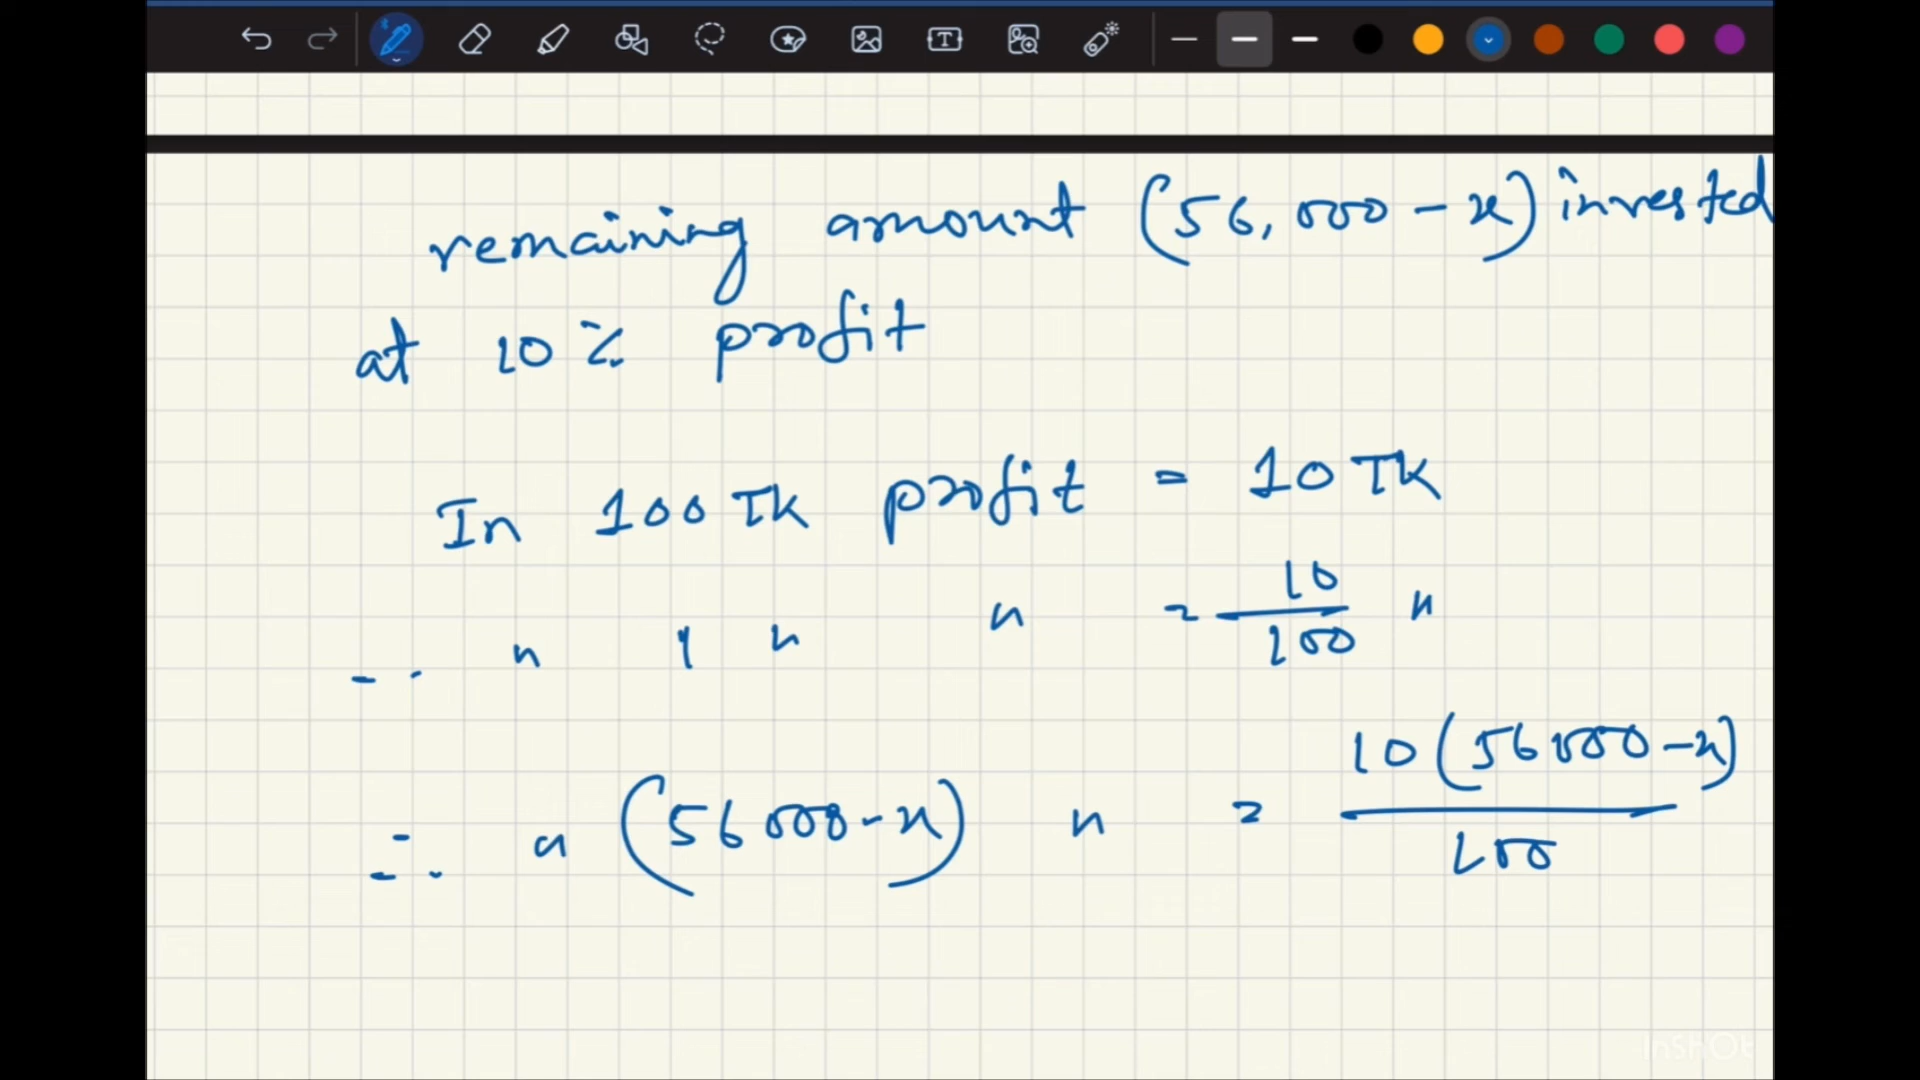 remaining amount (56,000 - x) invested
at 10% profit
In 100 Tk profit = 10 Tk
∴ " 1 " " = 10/100 "
∴ " (56000 - x) " = 10(56000 - x)/100
InShOt